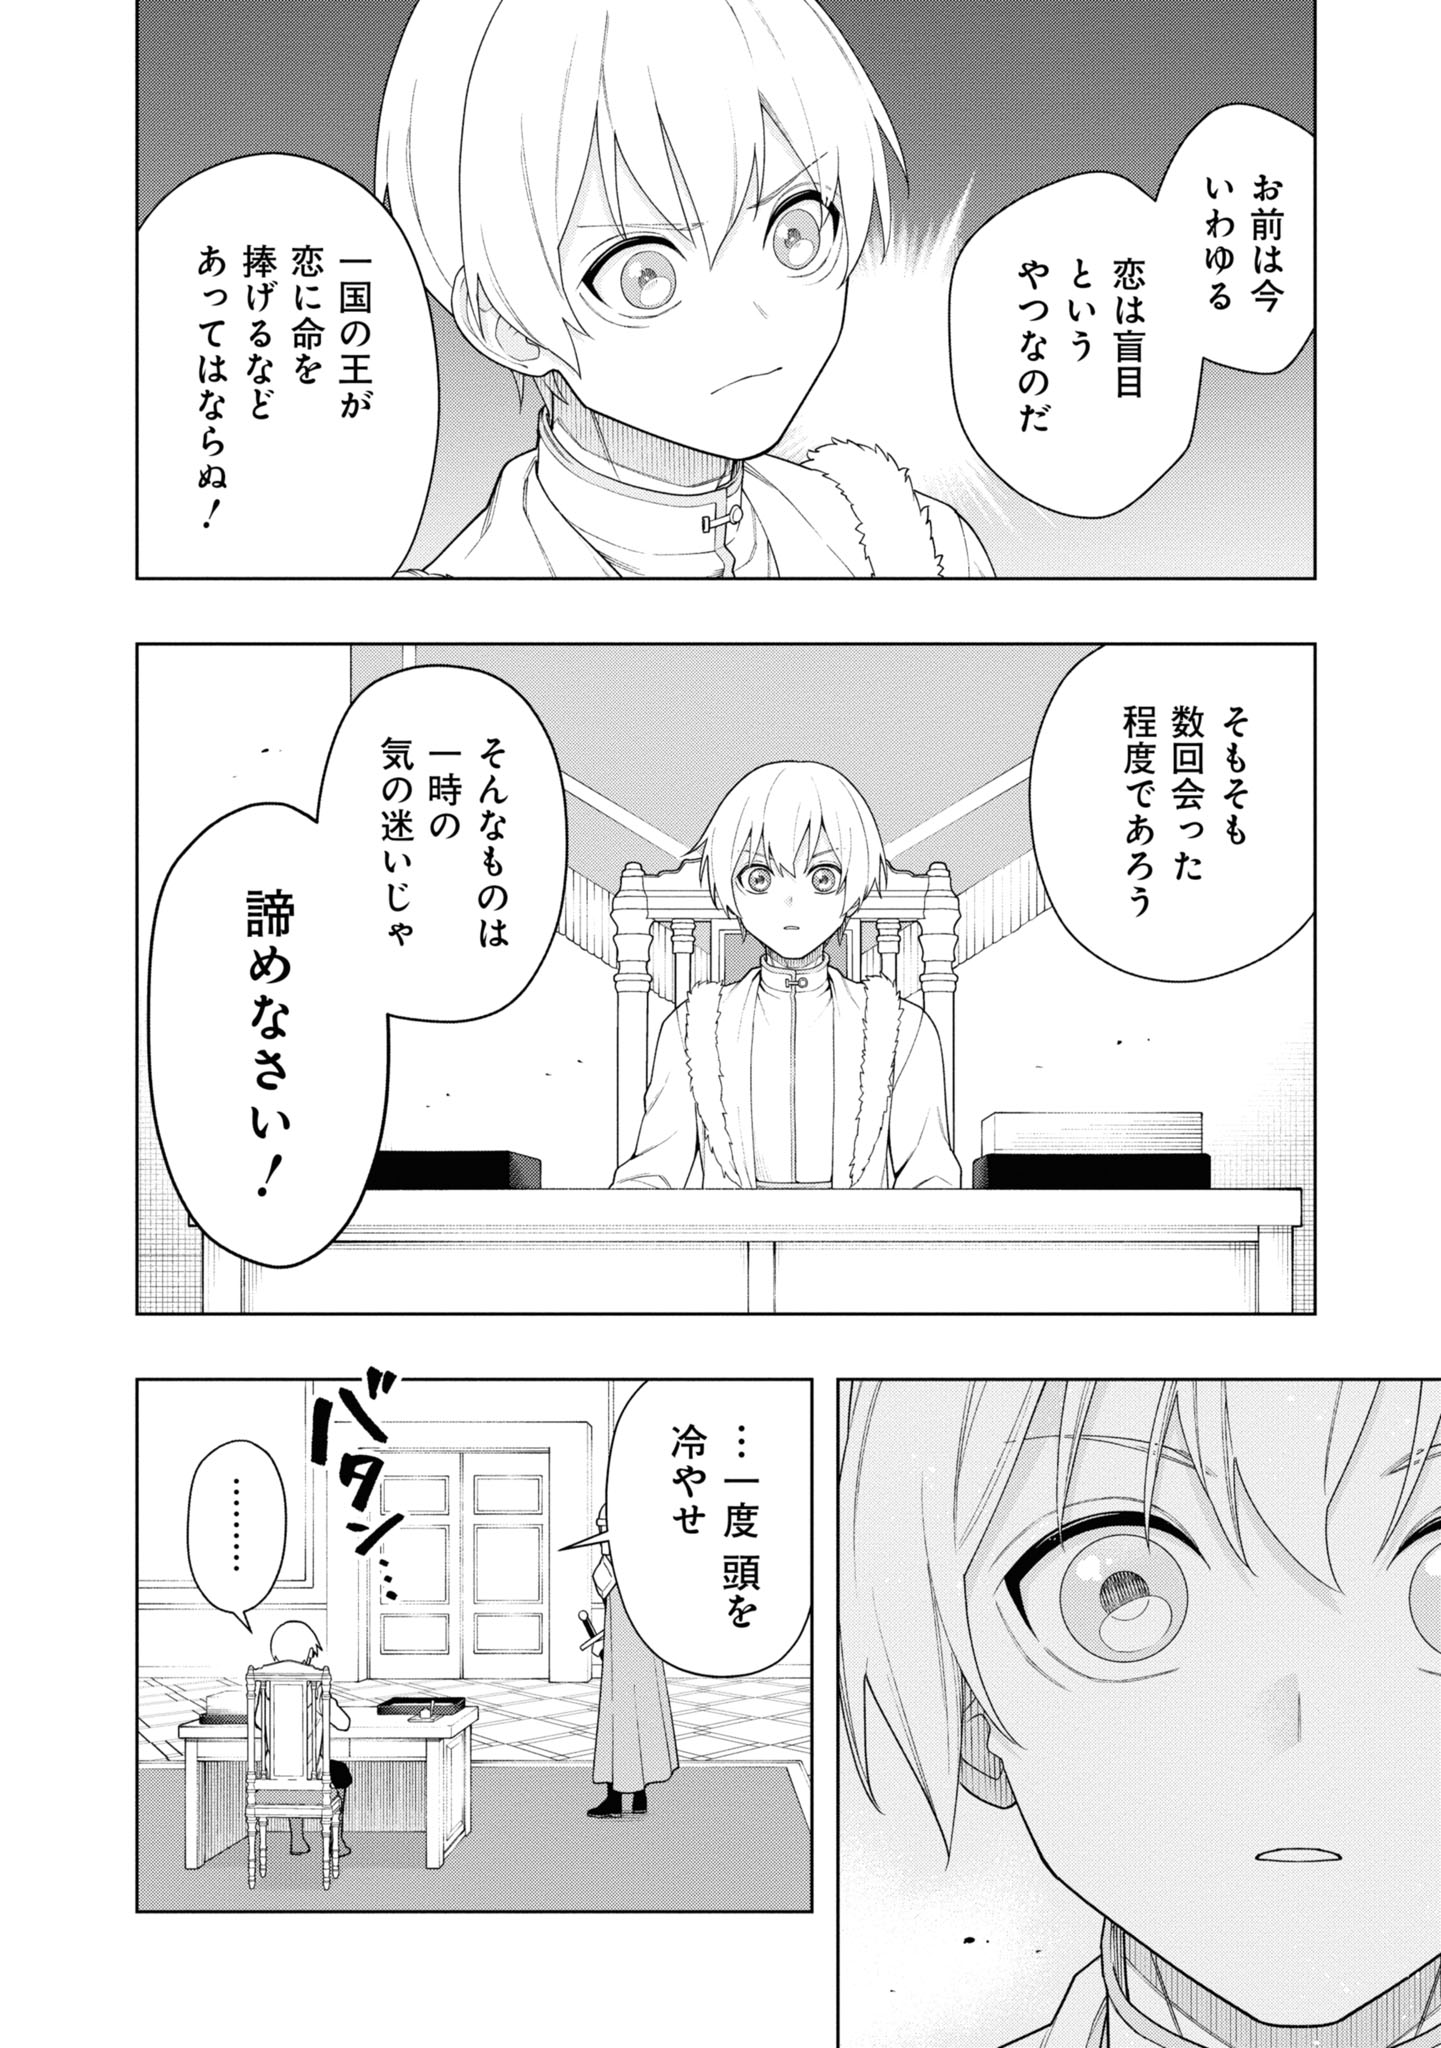 お前は今
いわゆる
恋は盲目
という
やつなのだ
一国の王が
恋に命を
捧げるなど
あってはならぬ！
そもそも
数回会った
程度であろう
そんなものは
一時の
気の迷いじゃ
諦めなさい！
…一度 頭を
冷やせ
バタン…
………